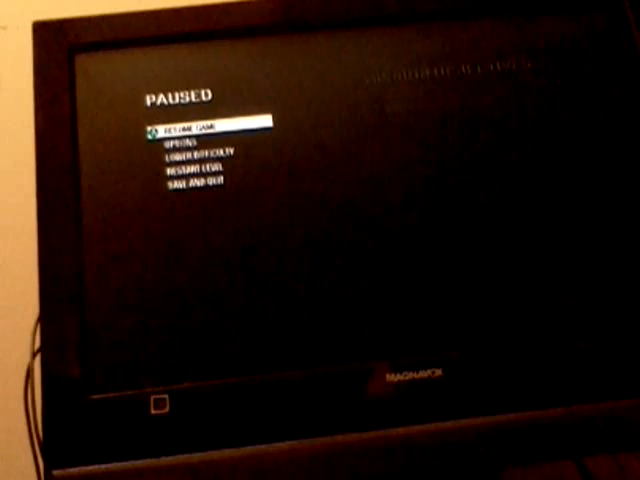 PAUSED
RESUME GAME
OPTIONS
LOWER DIFFICULTY
RESTART LEVEL
SAVE AND QUIT
MAGNAVOX